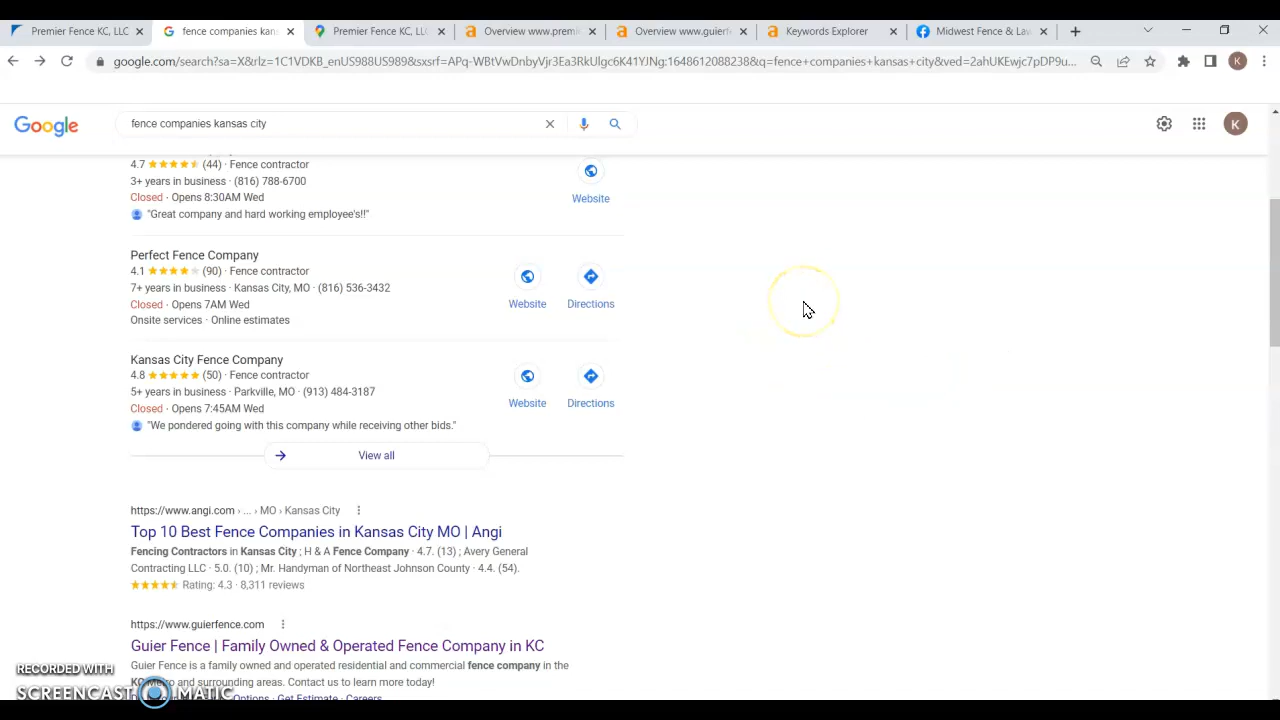 Premier Fence KC, LLC
fence companies kan
Premier Fence KC, LL
Overview www.premi
Overview www.guierf
Keywords Explorer
Midwest Fence & Law
google.com/search?sa=X&rlz=1C1VDKB_enUS988US989&sxsrf=APq-WBtVwDnbyVjr3Ea3RkUlgc6K41YJNg:1648612088238&q=fence+companies+kansas+city&ved=2ahUKEwjc7pDP9u...
K
Google
fence companies kansas city
K
4.7 (44) · Fence contractor
3+ years in business · (816) 788-6700
Closed · Opens 8:30AM Wed
"Great company and hard working employee's!!"
Website
Perfect Fence Company
4.1 (90) · Fence contractor
7+ years in business · Kansas City, MO · (816) 536-3432
Closed · Opens 7AM Wed
Onsite services · Online estimates
Website
Directions
Kansas City Fence Company
4.8 (50) · Fence contractor
5+ years in business · Parkville, MO · (913) 484-3187
Closed · Opens 7:45AM Wed
"We pondered going with this company while receiving other bids."
Website
Directions
View all
https://www.angi.com › ... › MO › Kansas City
Top 10 Best Fence Companies in Kansas City MO | Angi
Fencing Contractors in Kansas City ; H & A Fence Company · 4.7. (13) ; Avery General
Contracting LLC · 5.0. (10) ; Mr. Handyman of Northeast Johnson County · 4.4. (54).
Rating: 4.3 · 8,311 reviews
https://www.guierfence.com
Guier Fence | Family Owned & Operated Fence Company in KC
Guier Fence is a family owned and operated residential and commercial fence company in the
Metro and surrounding areas. Contact us to learn more today!
Options · Get Estimate · Careers
RECORDED WITH
SCREENCAST MATIC